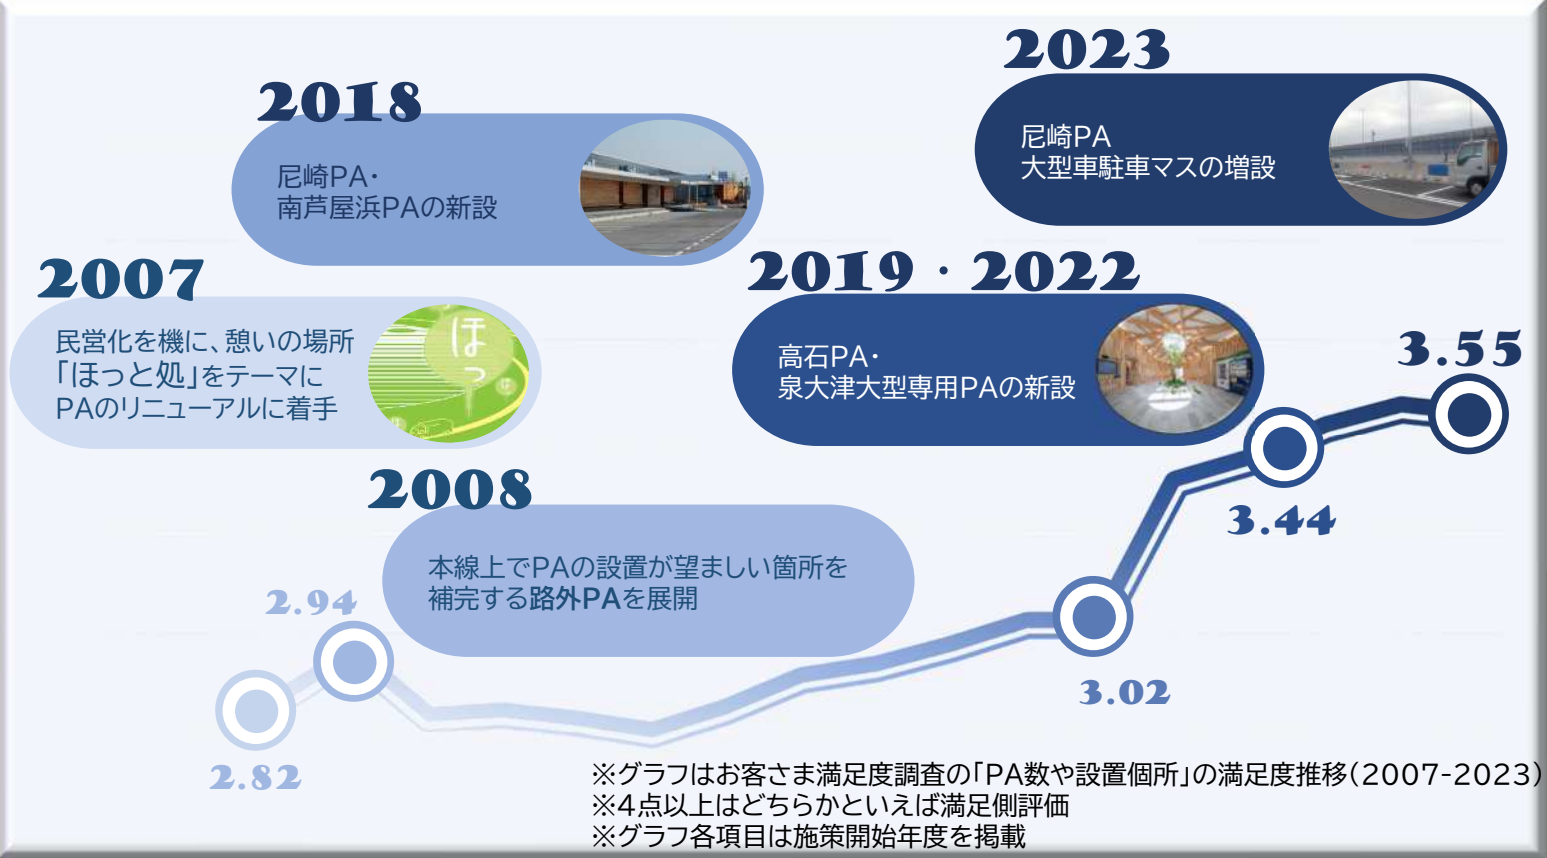 2007
民営化を機に、憩いの場所
「ほっと処」をテーマに
PAのリニューアルに着手
ほ
っ
2008
本線上でPAの設置が望ましい箇所を
補完する路外PAを展開
2018
尼崎PA・
南芦屋浜PAの新設
2019・2022
高石PA・
泉大津大型専用PAの新設
2023
尼崎PA
大型車駐車マスの増設
2.82
2.94
3.02
3.44
3.55
※グラフはお客さま満足度調査の「PA数や設置個所」の満足度推移(2007-2023)
※4点以上はどちらかといえば満足側評価
※グラフ各項目は施策開始年度を掲載